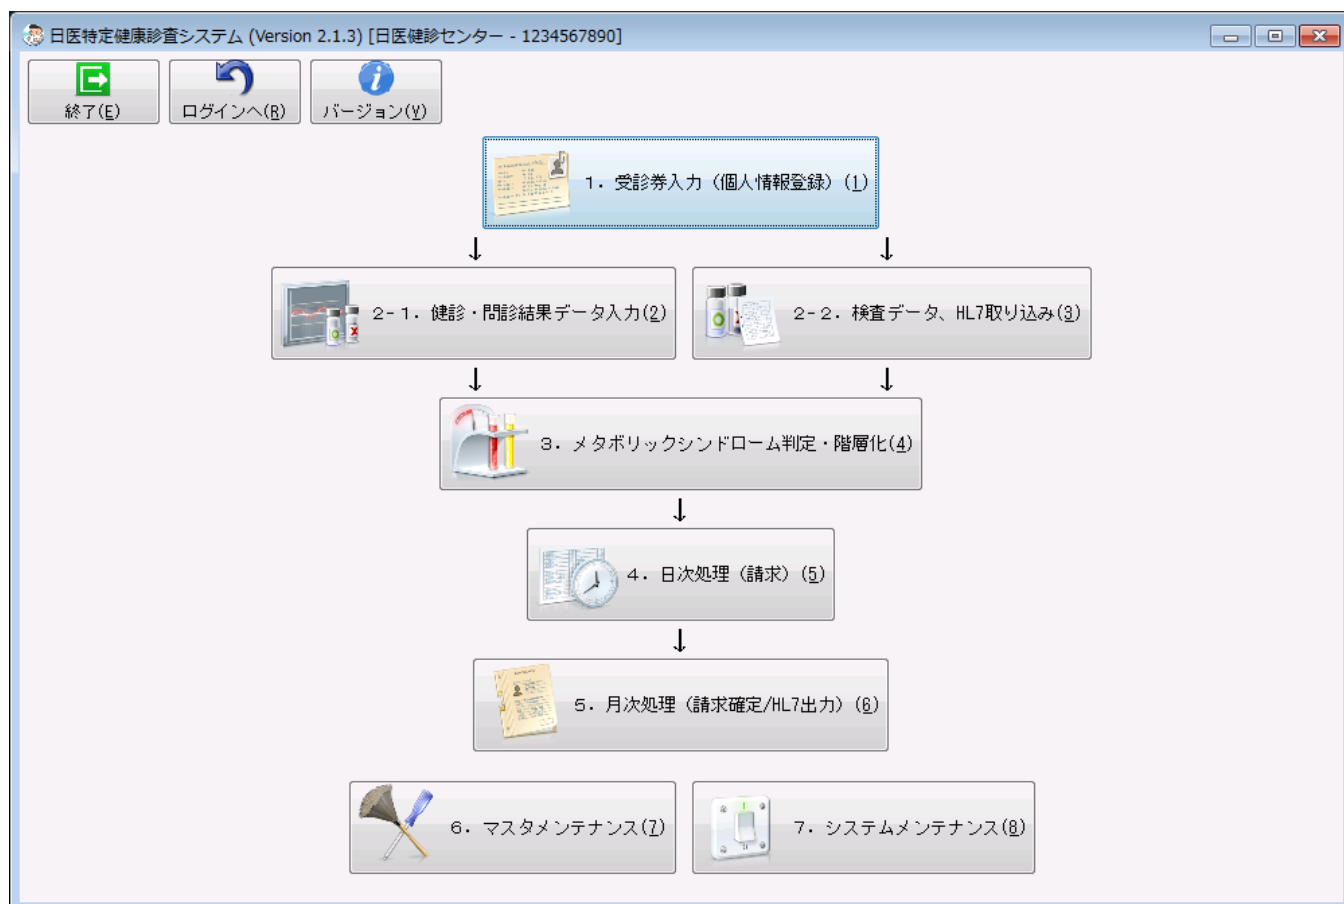 日医特定健康診査システム (Version 2.1.3) [日医健診センター - 1234567890]
終了(E)
ログインへ(R)
バージョン(V)
1. 受診券入力(個人情報登録)(1)
↓ ↓
2-1. 健診・問診結果データ入力(2)
2-2. 検査データ、HL7取り込み(3)
↓ ↓
3. メタボリックシンドローム判定・階層化(4)
↓
4. 日次処理(請求)(5)
↓
5. 月次処理(請求確定/HL7出力)(6)
6. マスタメンテナンス(7)
7. システムメンテナンス(8)